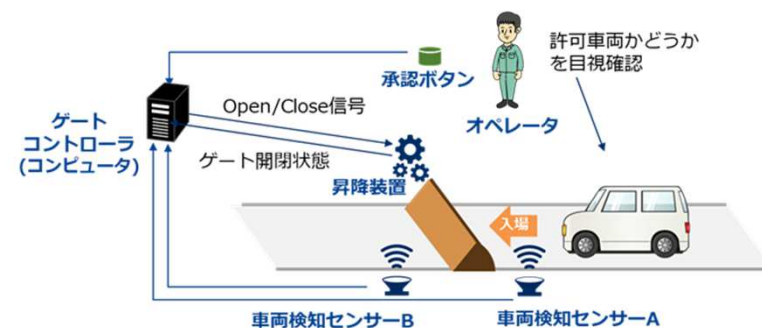 許可車両かどうか
を目視確認
承認ボタン
オペレータ
Open/Close信号
ゲート
コントローラ
(コンピュータ)
ゲート開閉状態
昇降装置
入場
車両検知センサーB
車両検知センサーA